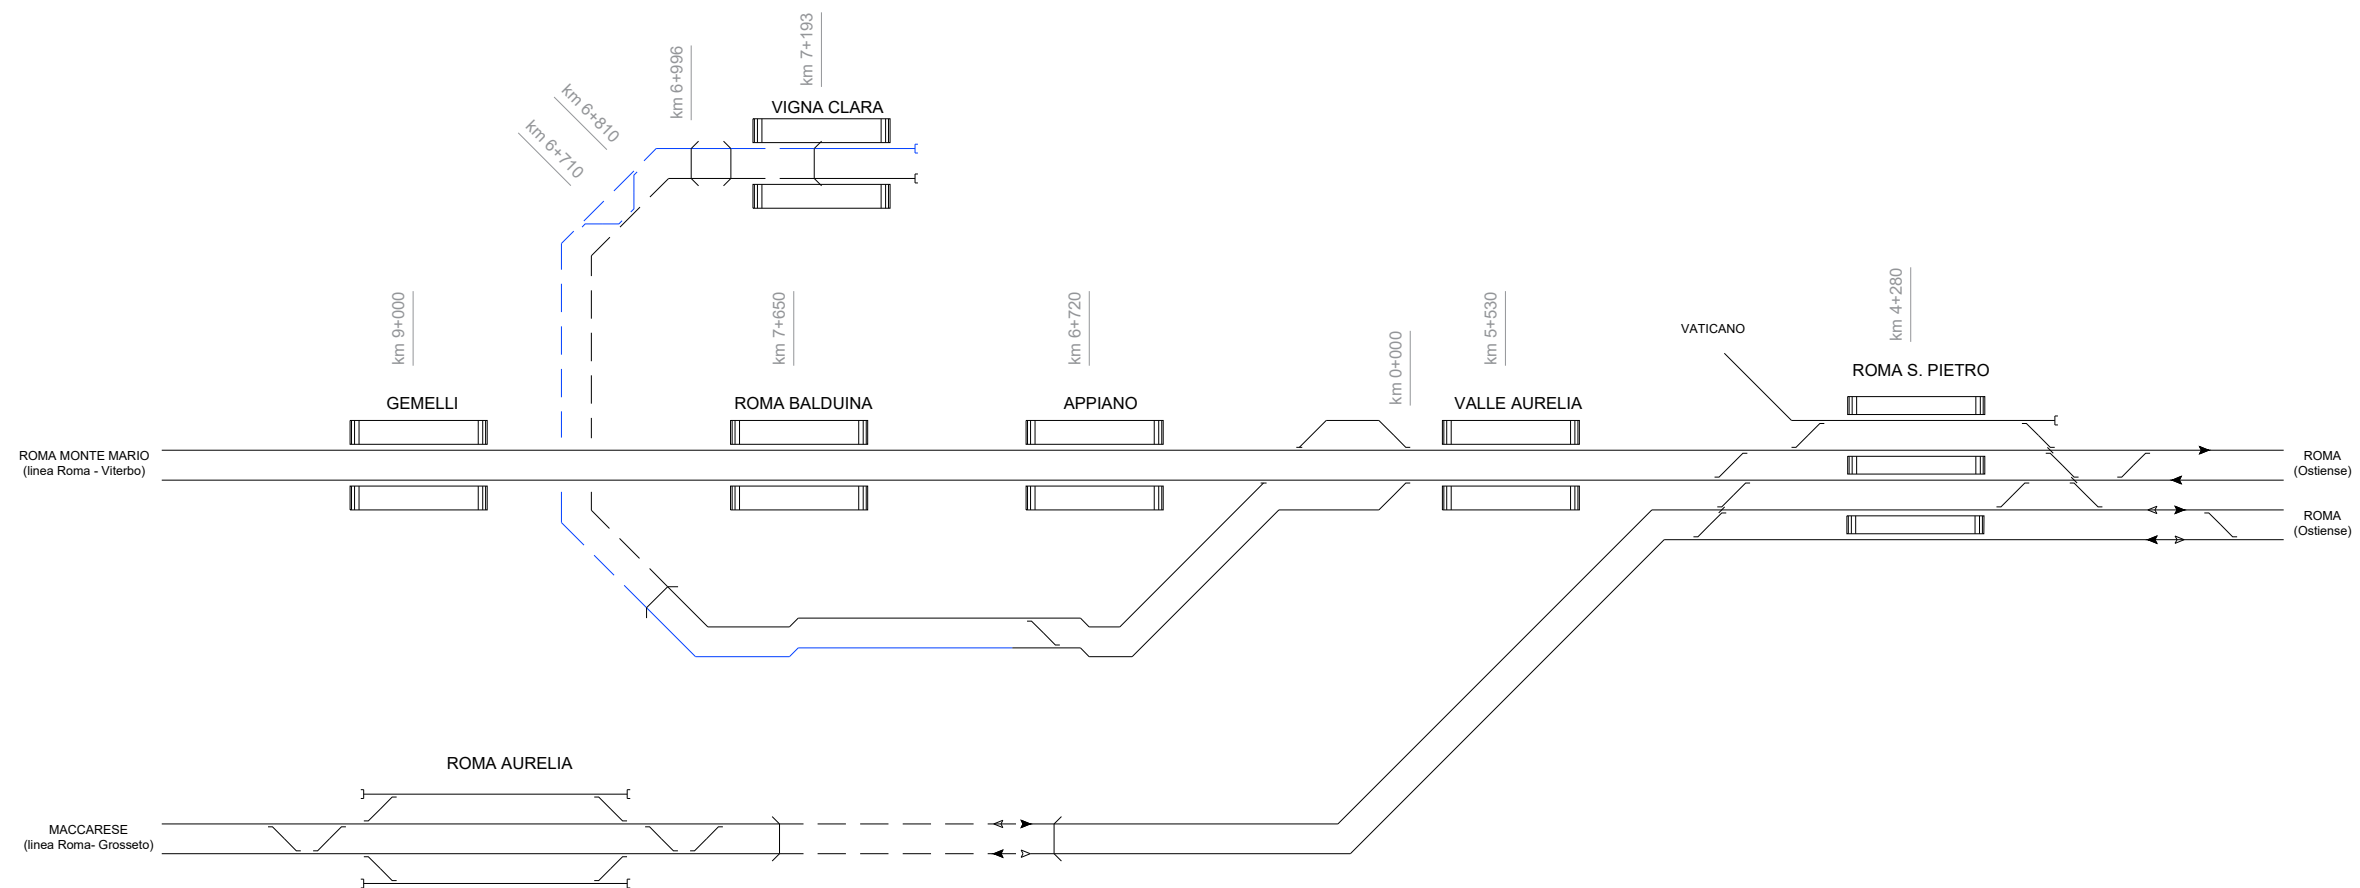 km 7+193
km 6+996
km 6+810
km 6+710
VIGNA CLARA
km 9+000
km 7+650
km 6+720
km 0+000
km 5+530
km 4+280
VATICANO
ROMA S. PIETRO
GEMELLI
ROMA BALDUINA
APPIANO
VALLE AURELIA
ROMA MONTE MARIO
(linea Roma - Viterbo)
ROMA
(Ostiense)
ROMA
(Ostiense)
ROMA AURELIA
MACCARESE
(linea Roma- Grosseto)